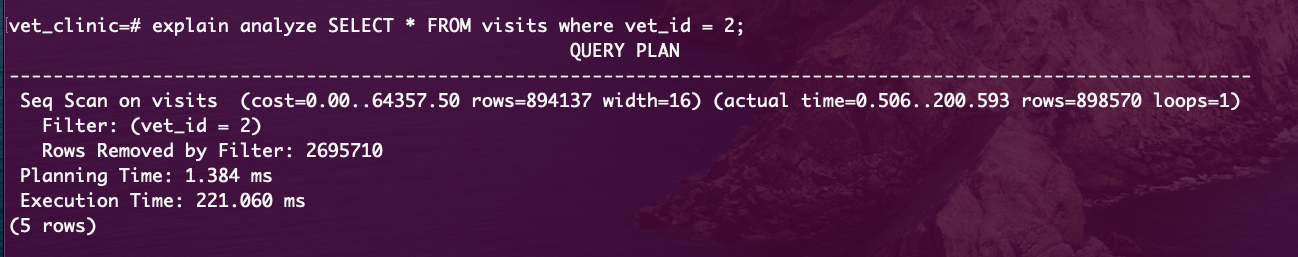 vet_clinic=# explain analyze SELECT * FROM visits where vet_id = 2;
QUERY PLAN
-----------------------------------------------------------------------------------------------------------------
Seq Scan on visits  (cost=0.00..64357.50 rows=894137 width=16) (actual time=0.506..200.593 rows=898570 loops=1)
Filter: (vet_id = 2)
Rows Removed by Filter: 2695710
Planning Time: 1.384 ms
Execution Time: 221.060 ms
(5 rows)